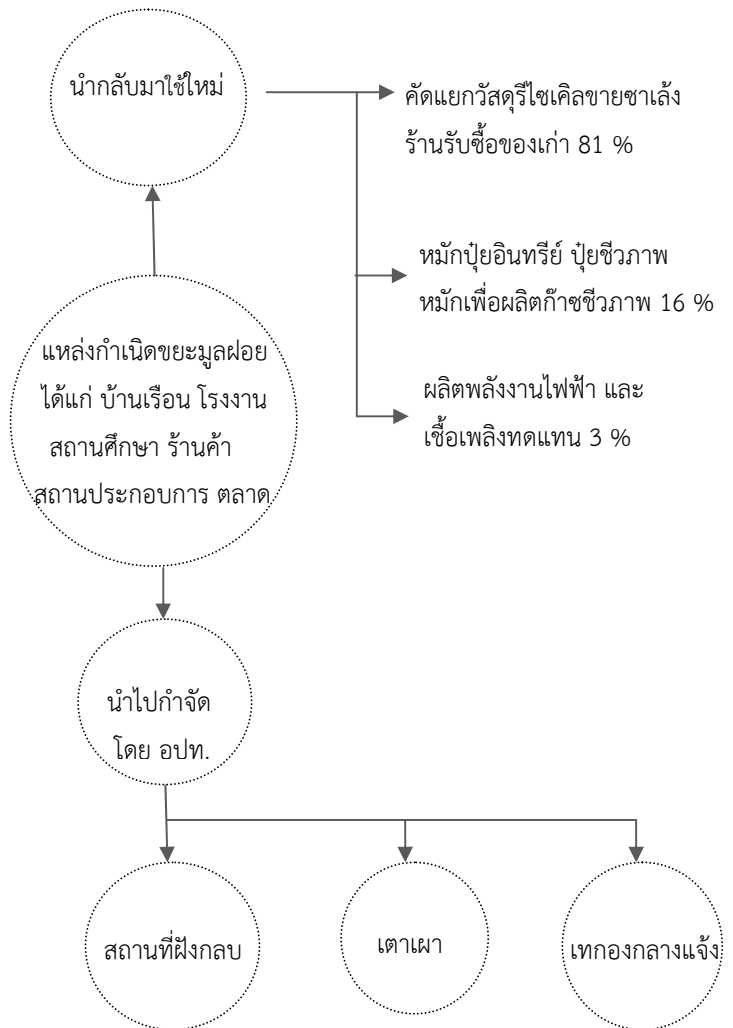 นำกลับมาใช้ใหม่
คัดแยกวัสดุรีไซเคิลขายซาเล้ง
ร้านรับซื้อของเก่า 81 %
หมักปุ๋ยอินทรีย์ ปุ๋ยชีวภาพ
หมักเพื่อผลิตก๊าซชีวภาพ 16 %
ผลิตพลังงานไฟฟ้า และ
เชื้อเพลิงทดแทน 3 %
แหล่งกำเนิดขยะมูลฝอย
ได้แก่ บ้านเรือน โรงงาน
สถานศึกษา ร้านค้า
สถานประกอบการ ตลาด
นำไปกำจัด
โดย อปท.
สถานที่ฝังกลบ
เตาเผา
เทกองกลางแจ้ง